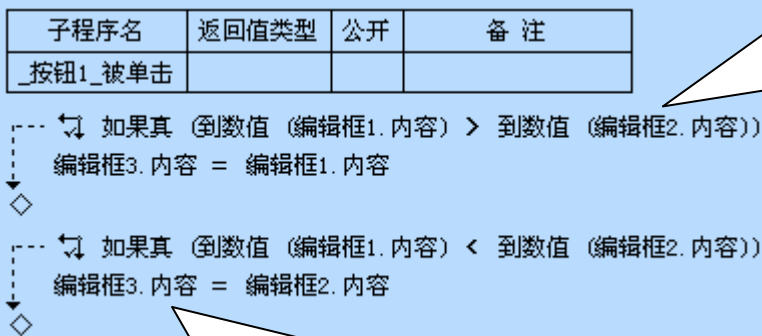 子程序名 返回值类型 公开 备 注
_按钮1_被单击
如果真 (到数值 (编辑框1.内容) > 到数值 (编辑框2.内容))
编辑框3.内容 = 编辑框1.内容
如果真 (到数值 (编辑框1.内容) < 到数值 (编辑框2.内容))
编辑框3.内容 = 编辑框2.内容